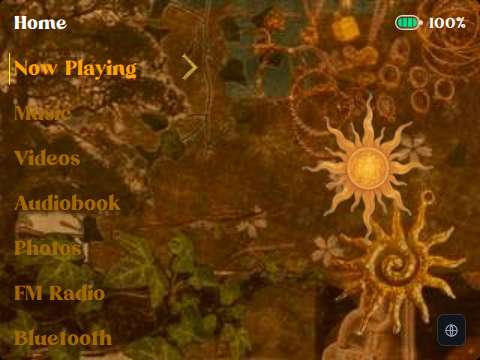 Home
100%
Now Playing
Music
Videos
Audiobook
Photos
FM Radio
Bluetooth